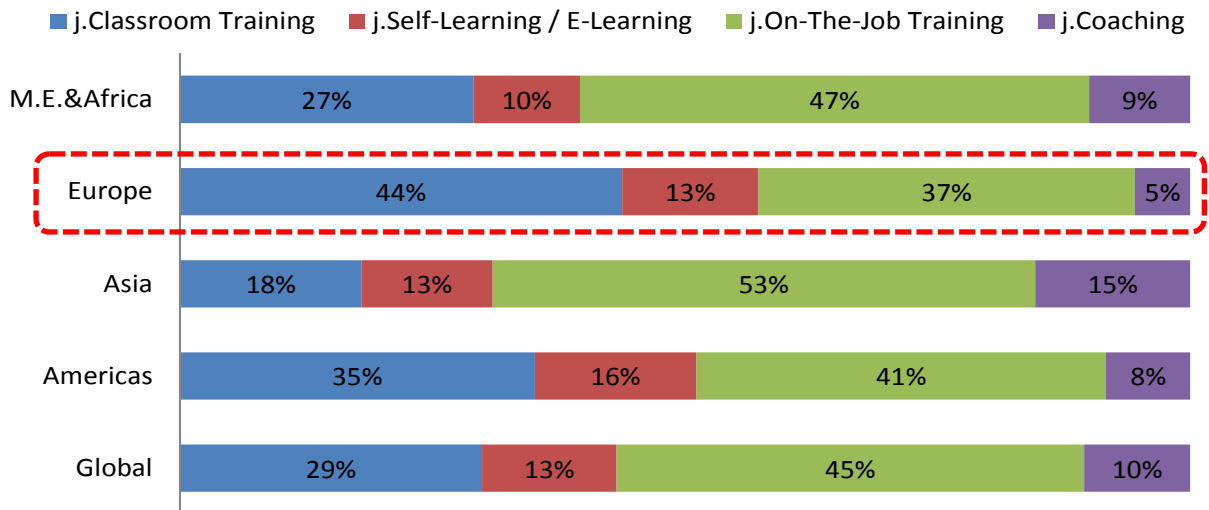 j.Classroom Training j.Self-Learning / E-Learning j.On-The-Job Training j.Coaching
M.E.&Africa 27% 10% 47% 9%
Europe 44% 13% 37% 5%
Asia 18% 13% 53% 15%
Americas 35% 16% 41% 8%
Global 29% 13% 45% 10%